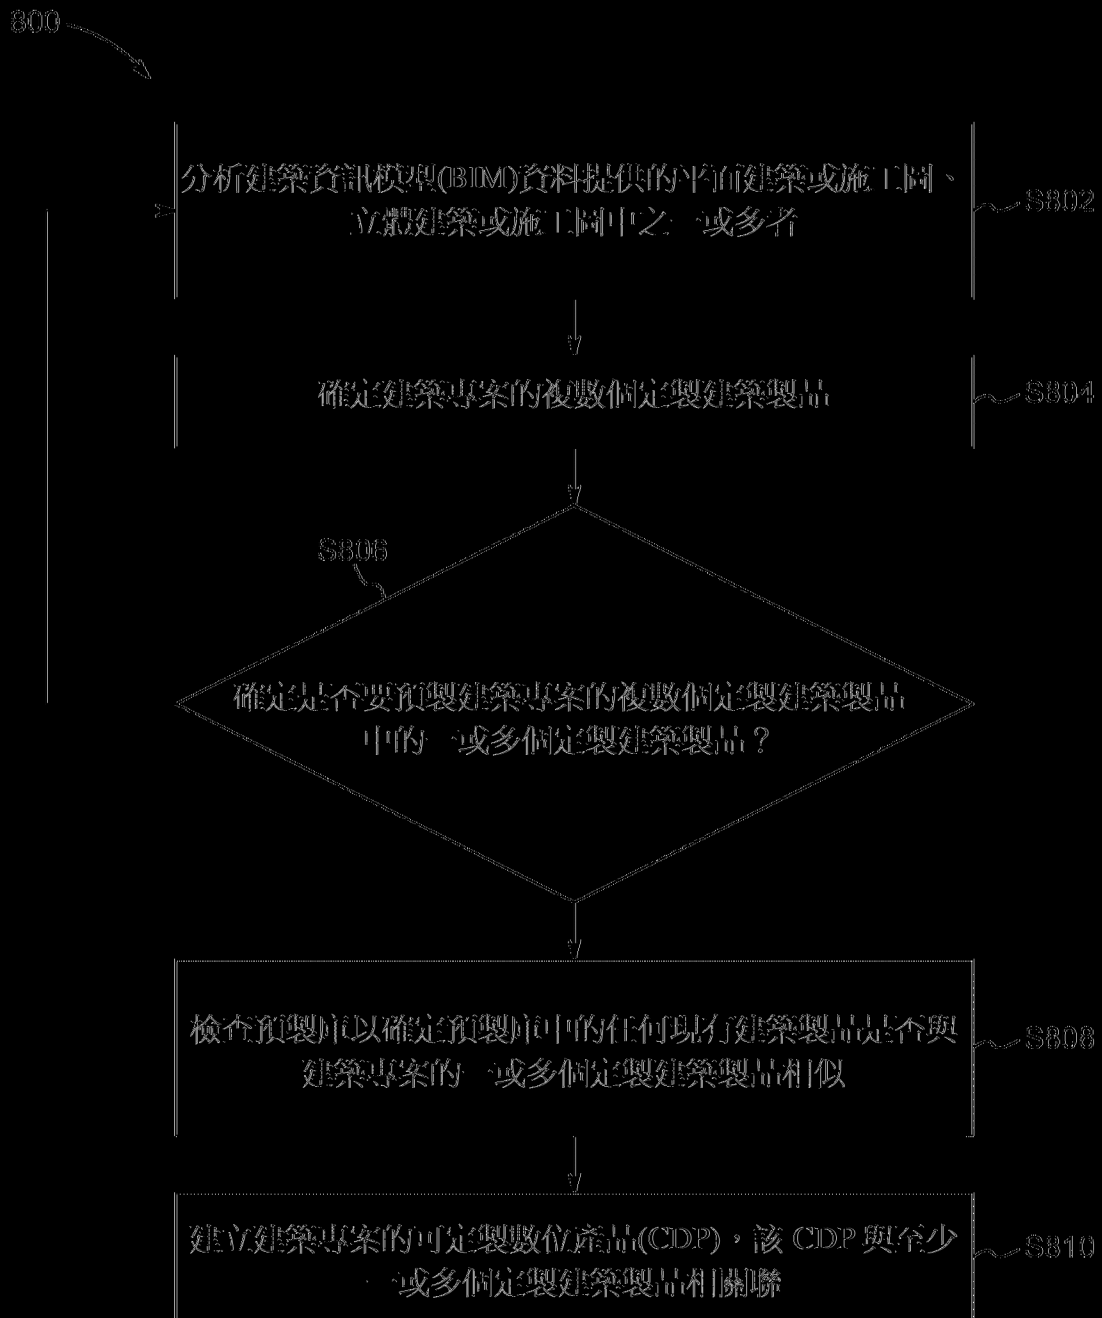 800
分析建築資訊模型(BIM)資料提供的平面建築或施工圖、
立體建築或施工圖中之一或多者
S802
確定建築專案的複數個定製建築製品
S804
S806
確定是否要預製建築專案的複數個定製建築製品
中的一或多個定製建築製品？
檢查預製庫以確定預製庫中的任何現有建築製品是否與
建築專案的一或多個定製建築製品相似
S808
建立建築專案的可定製數位產品(CDP)，該 CDP 與至少
一或多個定製建築製品相關聯
S810